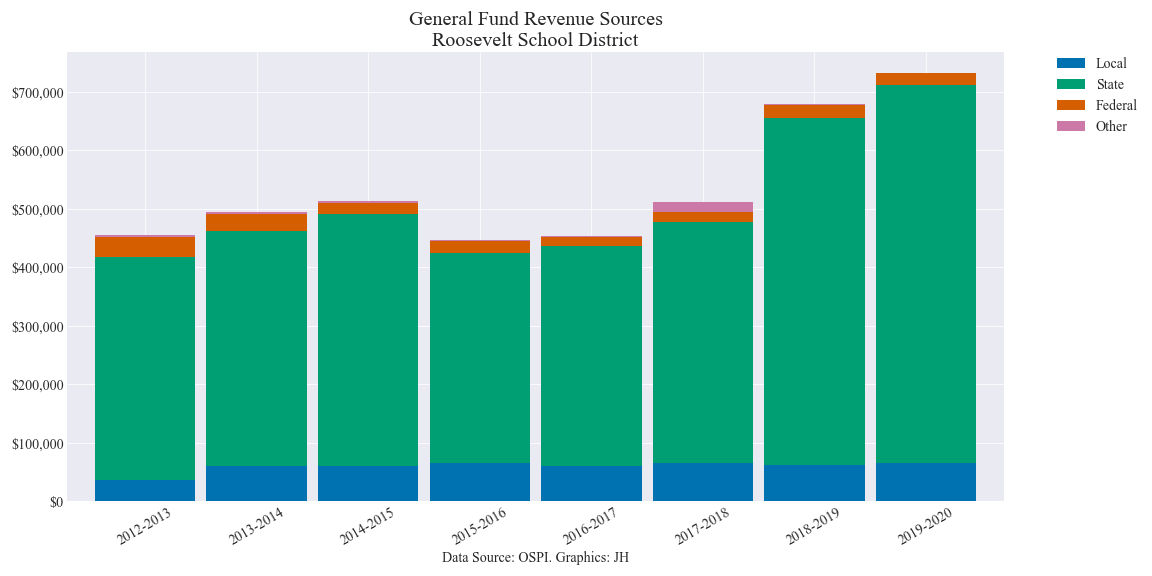 General Fund Revenue Sources
Roosevelt School District
Local
State
Federal
Other
$700,000
$600,000
$500,000
$400,000
$300,000
$200,000
$100,000
$0
2012-2013
2013-2014
2014-2015
2015-2016
2016-2017
2017-2018
2018-2019
2019-2020
Data Source: OSPI. Graphics: JH